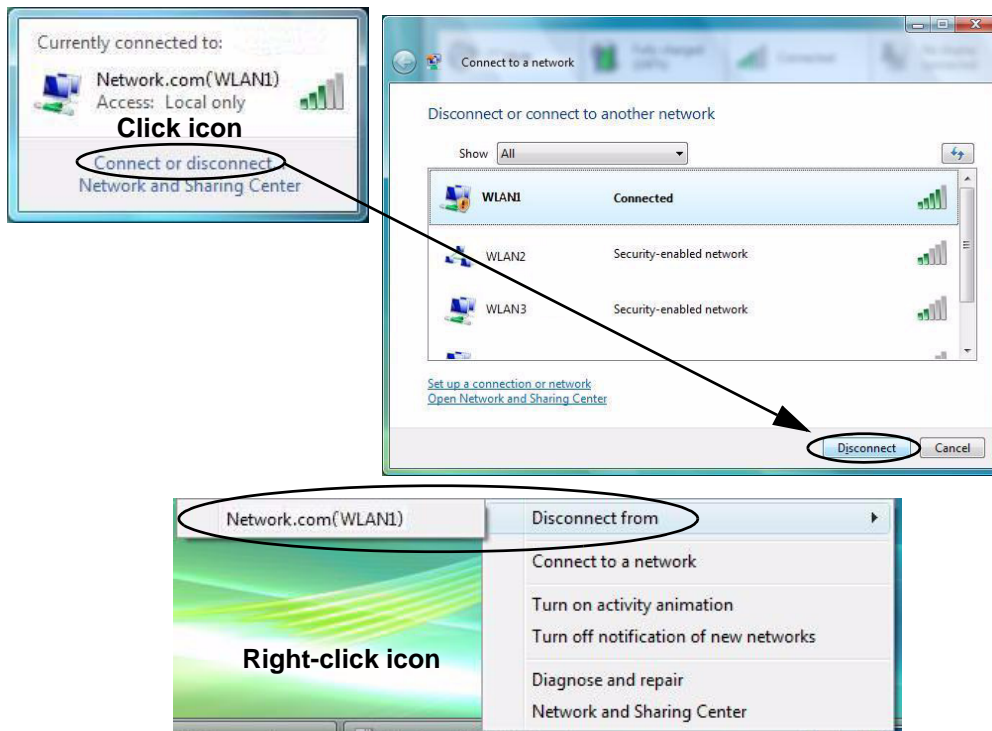 Currently connected to:
Network.com(WLAN1)
Access: Local only
Click icon
Connect or disconnect
Network and Sharing Center
Connect to a network
Disconnect or connect to another network
Show All
WLAN1 Connected
WLAN2 Security-enabled network
WLAN3 Security-enabled network
Set up a connection or network
Open Network and Sharing Center
Disconnect Cancel
Network.com(WLAN1) Disconnect from
Connect to a network
Turn on activity animation
Turn off notification of new networks
Right-click icon
Diagnose and repair
Network and Sharing Center